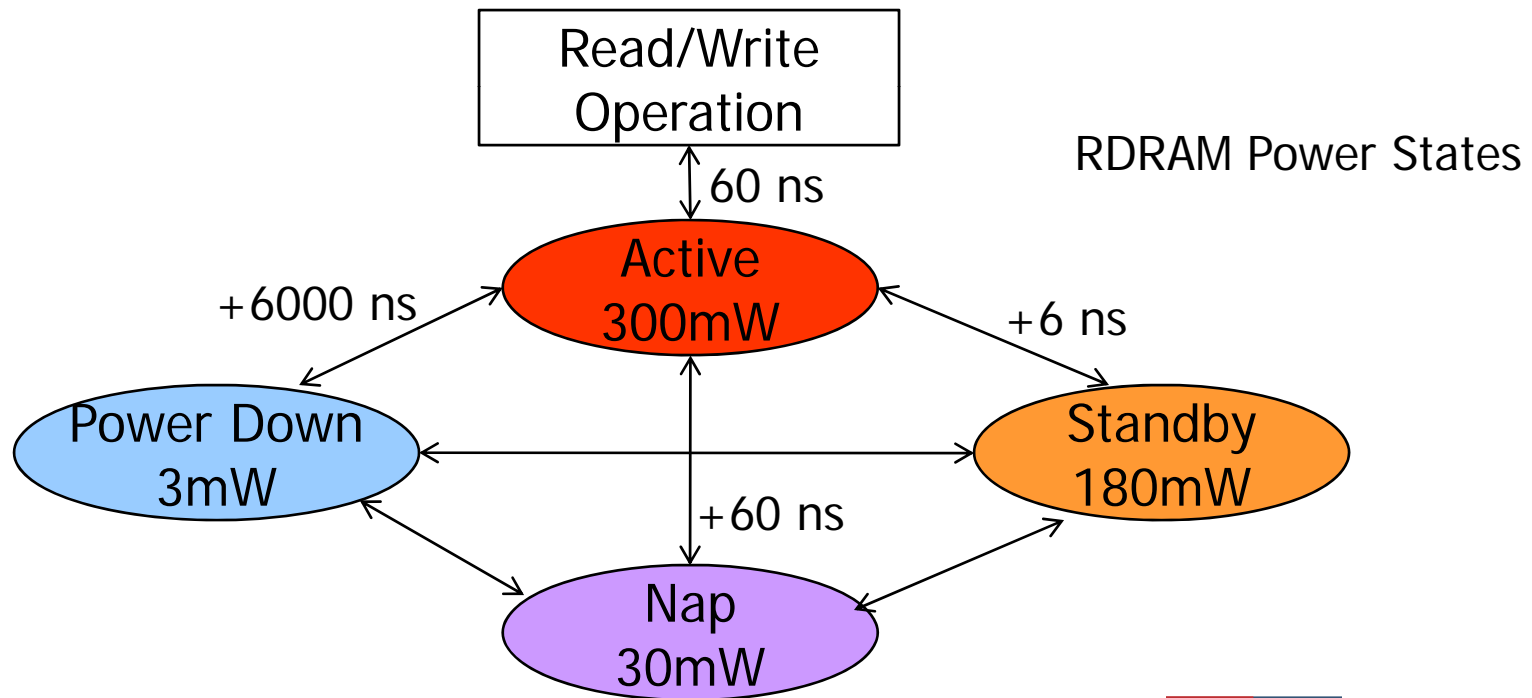 Read/Write
Operation
RDRAM Power States
60 ns
Active
300mW
+6000 ns
+6 ns
Power Down
3mW
Standby
180mW
+60 ns
Nap
30mW